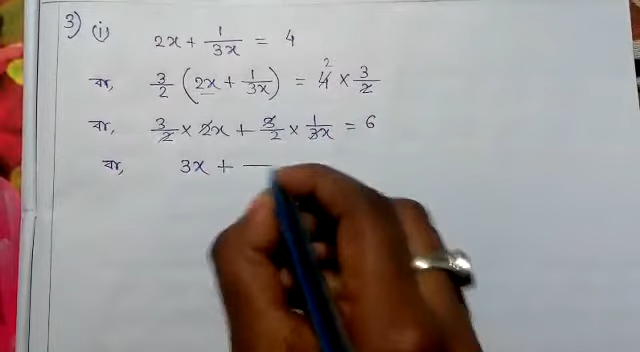 3) (i) 2x + 1/3x = 4
বা, 3/2 (2x + 1/3x) = 4 2 × 3/2
বা, 3/2 × 2x + 3/2 × 1/3x = 6
বা, 3x + —